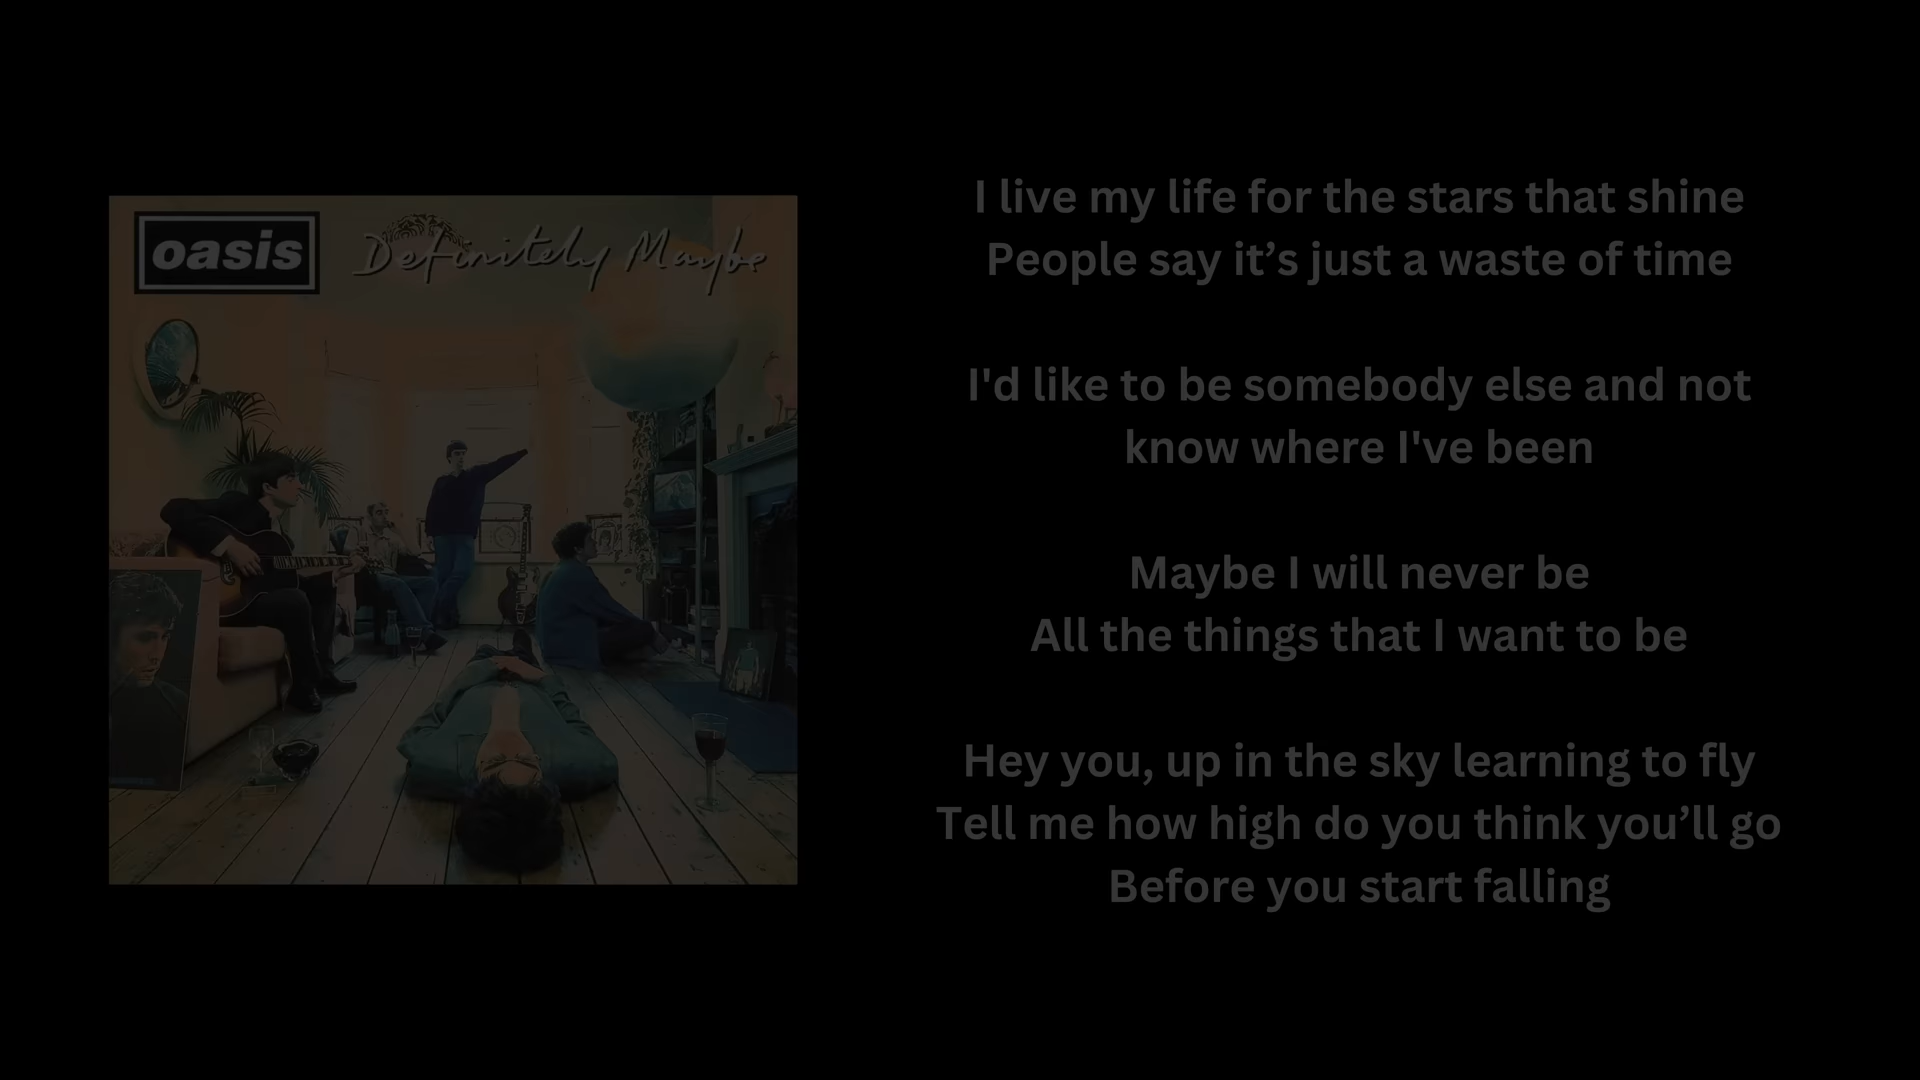 oasis
Definitely Maybe
I live my life for the stars that shine
People say it’s just a waste of time
I'd like to be somebody else and not
know where I've been
Maybe I will never be
All the things that I want to be
Hey you, up in the sky learning to fly
Tell me how high do you think you’ll go
Before you start falling